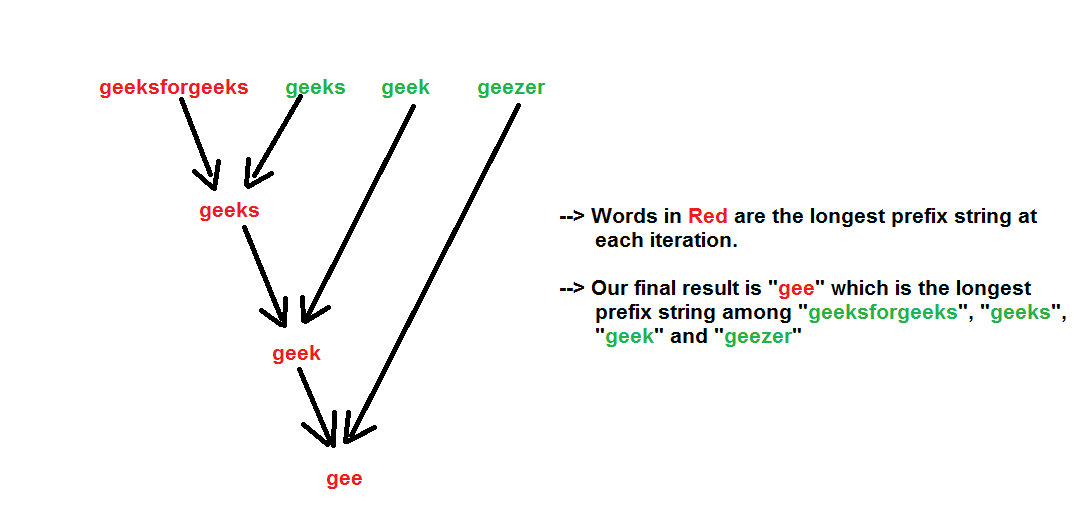 geeksforgeeks geeks geek geezer
geeks
--> Words in Red are the longest prefix string at
each iteration.
--> Our final result is "gee" which is the longest
prefix string among "geeksforgeeks", "geeks",
"geek" and "geezer"
geek
gee